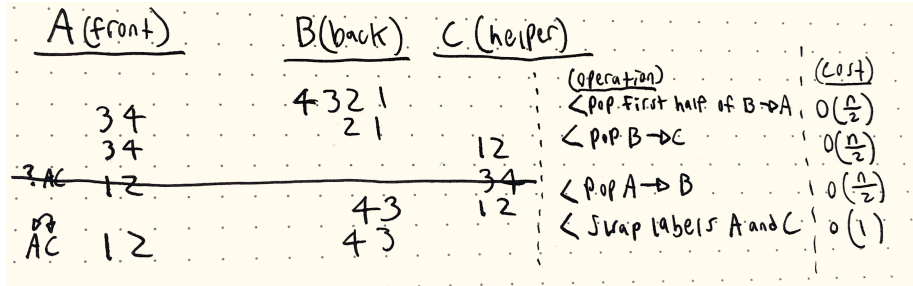 A (front) B (back) C (helper)
(operation) (cost)
4321 < pop first half of B → A O(n/2)
34 21
34 12 < pop B → C O(n/2)
? AC 12 34
43 12 < pop A → B O(n/2)
AC 12 43 < swap labels A and C O(1)